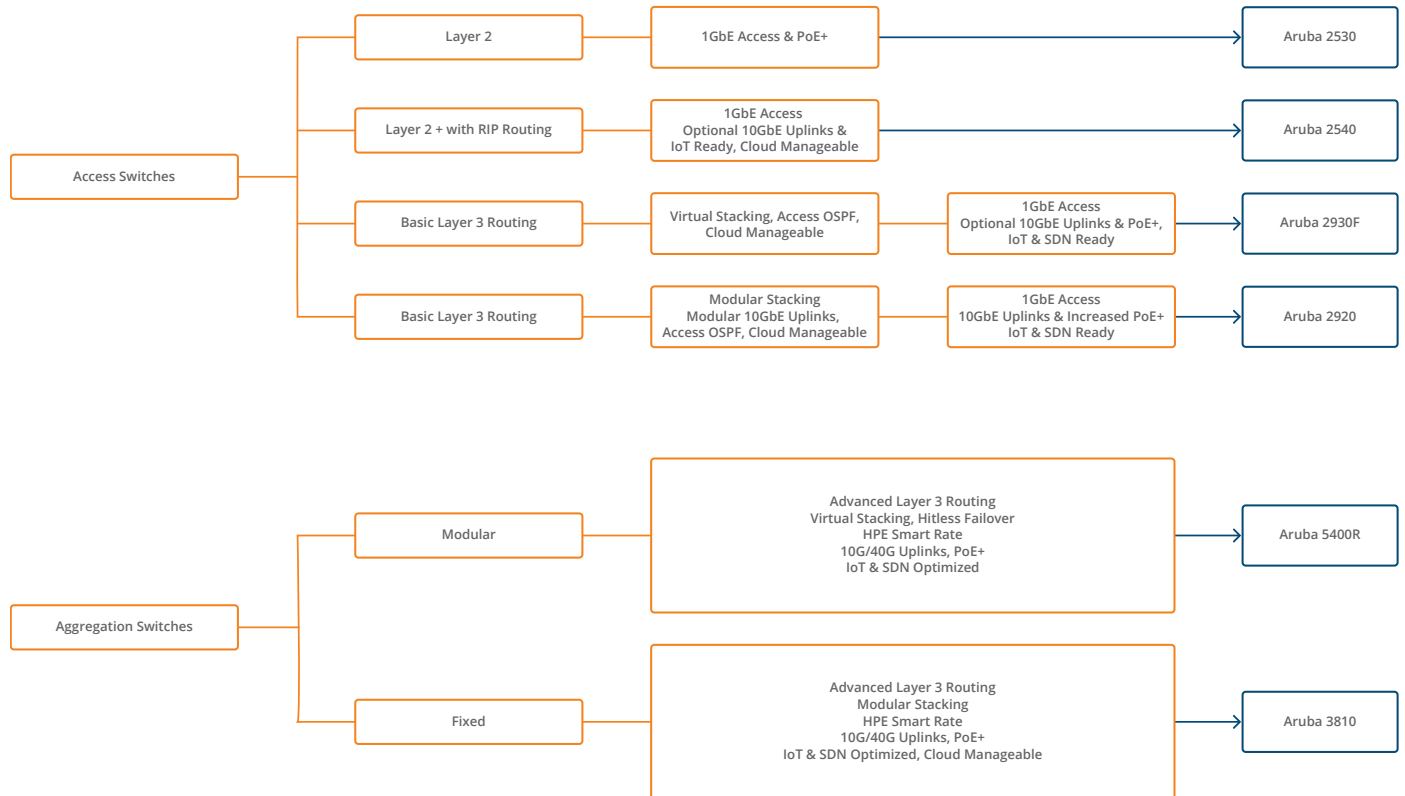 Access Switches
Layer 2
1GbE Access & PoE+
Aruba 2530
Layer 2 + with RIP Routing
1GbE Access
Optional 10GbE Uplinks &
IoT Ready, Cloud Manageable
Aruba 2540
Basic Layer 3 Routing
Virtual Stacking, Access OSPF,
Cloud Manageable
1GbE Access
Optional 10GbE Uplinks & PoE+,
IoT & SDN Ready
Aruba 2930F
Basic Layer 3 Routing
Modular Stacking
Modular 10GbE Uplinks,
Access OSPF, Cloud Manageable
1GbE Access
10GbE Uplinks & Increased PoE+
IoT & SDN Ready
Aruba 2920
Aggregation Switches
Modular
Advanced Layer 3 Routing
Virtual Stacking, Hitless Failover
HPE Smart Rate
10G/40G Uplinks, PoE+
IoT & SDN Optimized
Aruba 5400R
Fixed
Advanced Layer 3 Routing
Modular Stacking
HPE Smart Rate
10G/40G Uplinks, PoE+
IoT & SDN Optimized, Cloud Manageable
Aruba 3810